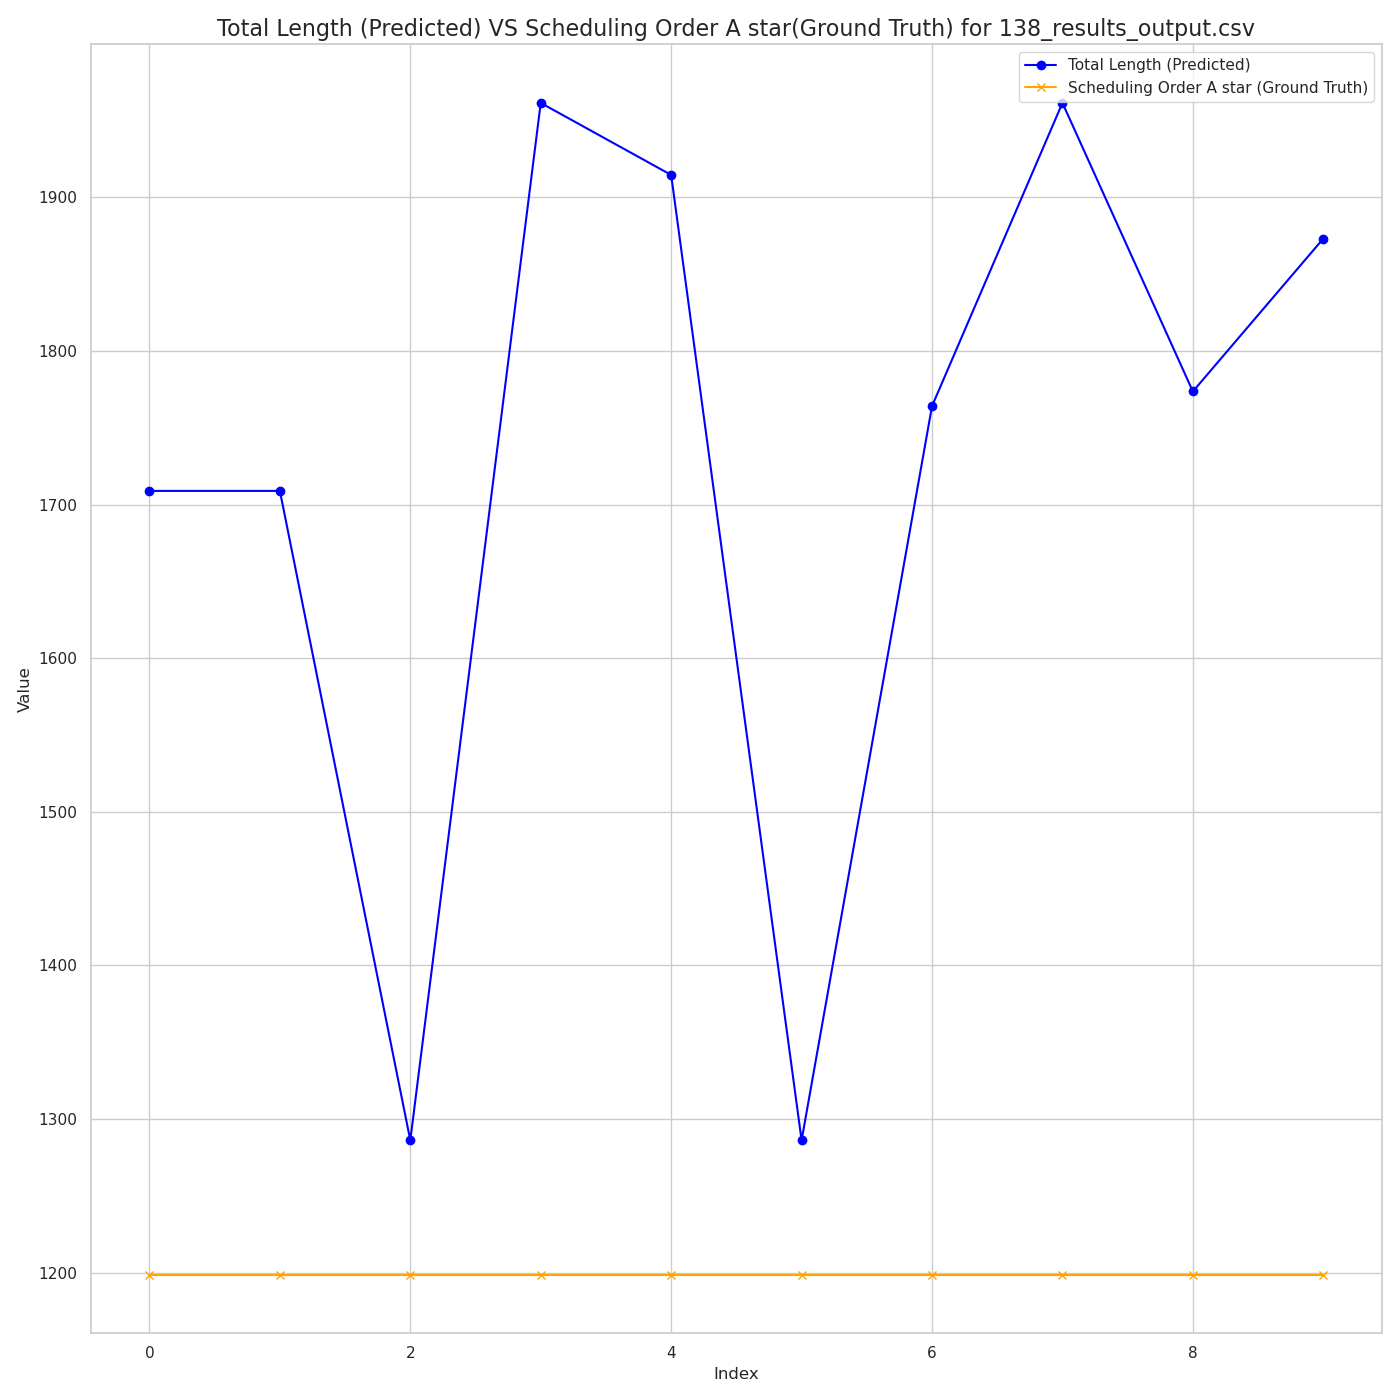 Total Length (Predicted) VS Scheduling Order A star(Ground Truth) for 138_results_output.csv
Total Length (Predicted)
Scheduling Order A star (Ground Truth)
1900
1800
1700
1600
1500
1400
1300
1200
Value
0 2 4 6 8
Index